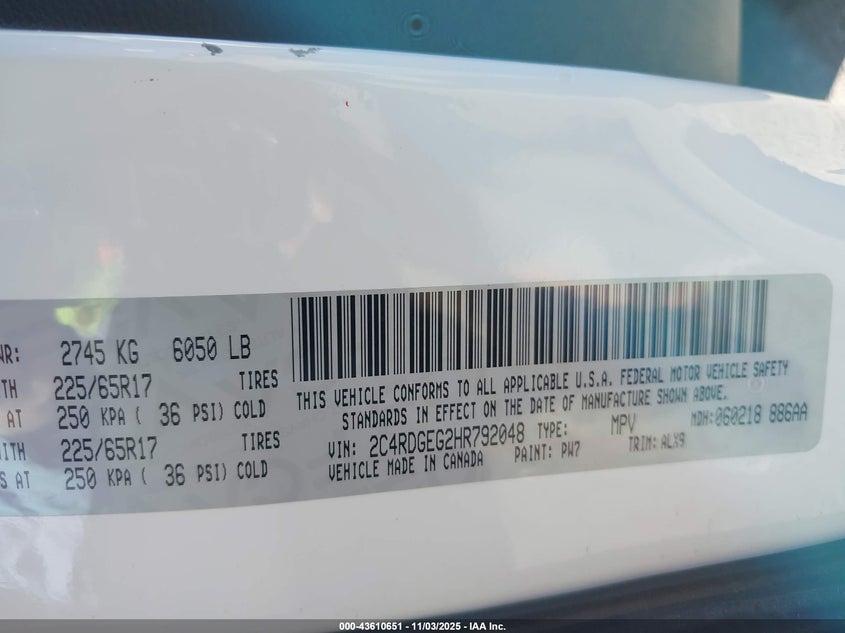 WR: 2745 KG 6050 LB
ITH 225/65R17 TIRES
AT 250 KPA ( 36 PSI) COLD
ITH 225/65R17 TIRES
S AT 250 KPA ( 36 PSI) COLD
THIS VEHICLE CONFORMS TO ALL APPLICABLE U.S.A. FEDERAL MOTOR VEHICLE SAFETY
STANDARDS IN EFFECT ON THE DATE OF MANUFACTURE SHOWN ABOVE.
VIN: 2C4RDGEG2HR792048 TYPE: MPV MDH:060218 886AA
VEHICLE MADE IN CANADA PAINT: PW7 TRIM: ALX9
000-43610651 - 11/03/2025 - IAA Inc.